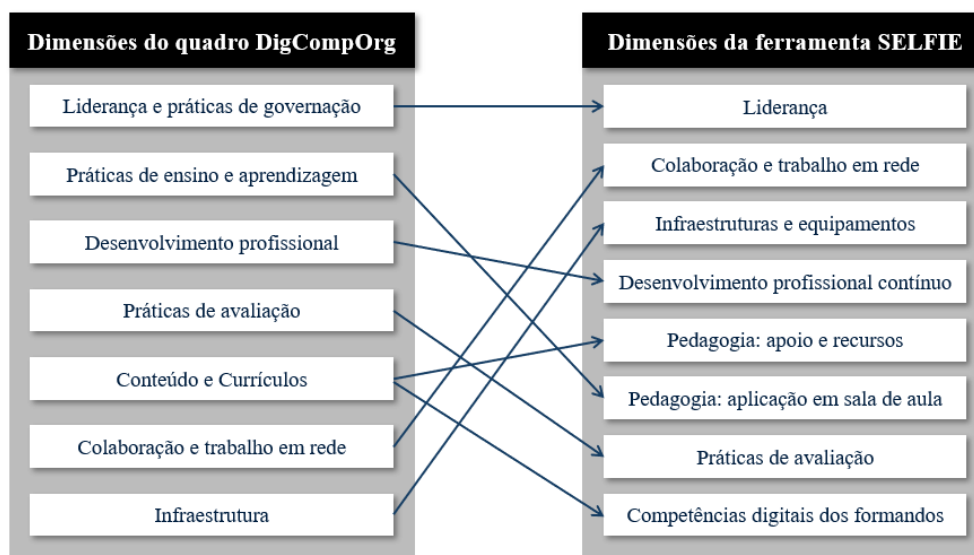 Dimensões do quadro DigCompOrg
Liderança e práticas de governação
Práticas de ensino e aprendizagem
Desenvolvimento profissional
Práticas de avaliação
Conteúdo e Currículos
Colaboração e trabalho em rede
Infraestrutura
Dimensões da ferramenta SELFIE
Liderança
Colaboração e trabalho em rede
Infraestruturas e equipamentos
Desenvolvimento profissional contínuo
Pedagogia: apoio e recursos
Pedagogia: aplicação em sala de aula
Práticas de avaliação
Competências digitais dos formandos